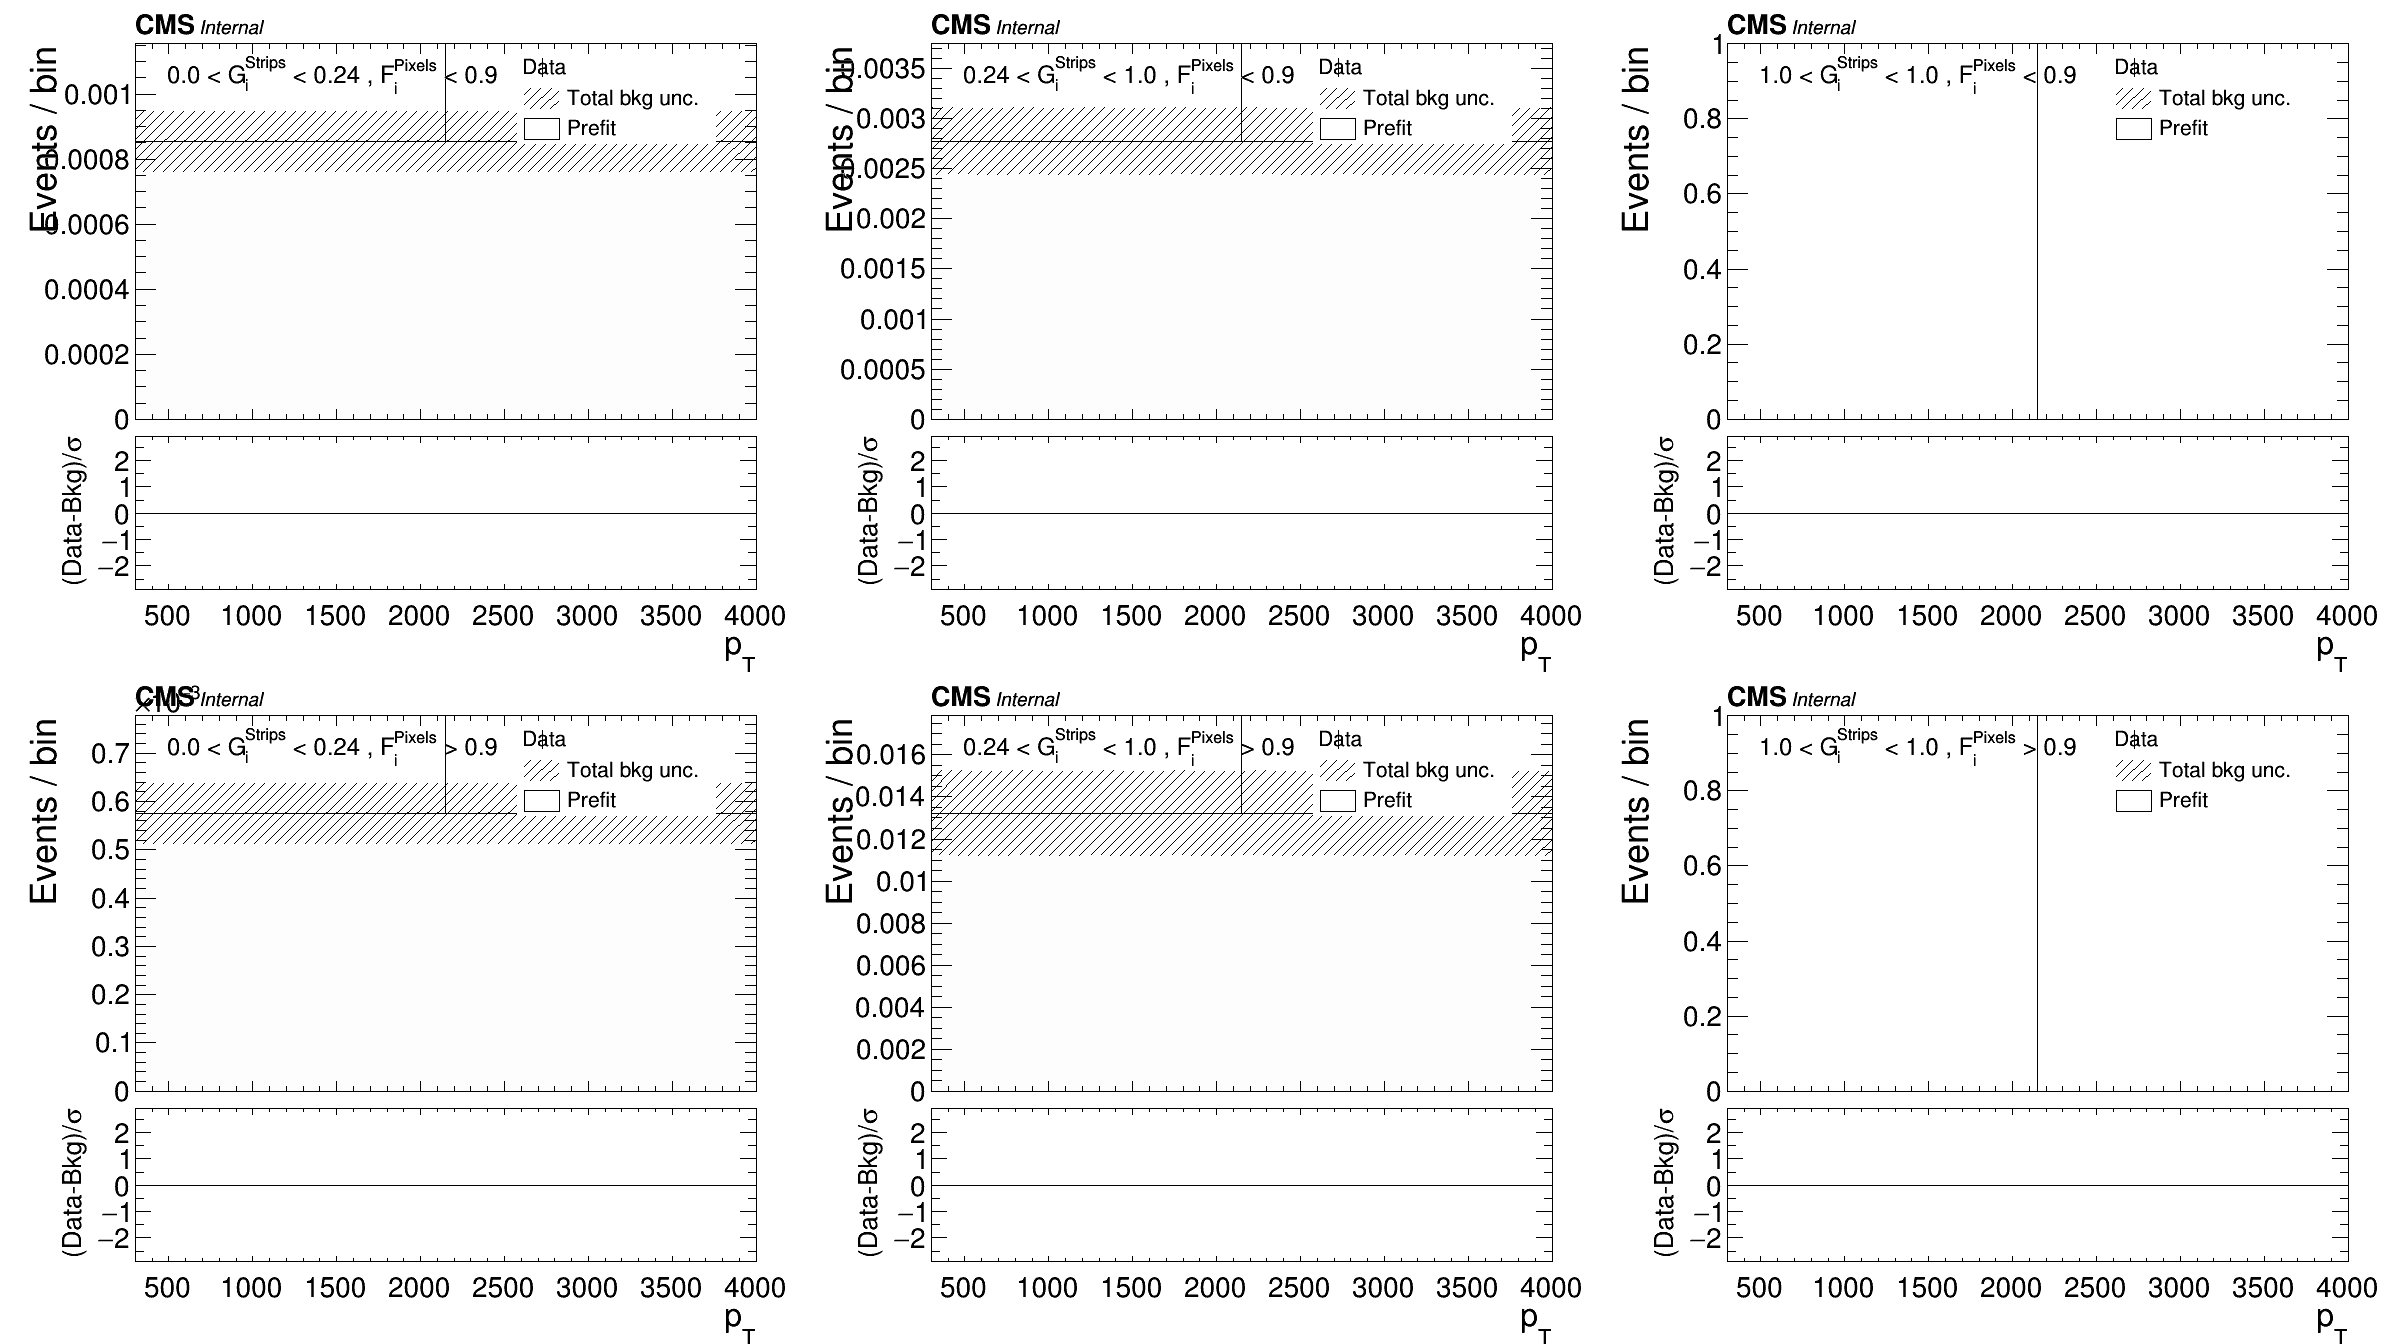 CMS Internal
Events / bin
0.0 < G_i^Strips < 0.24 , F_i^Pixels < 0.9
Data
Total bkg unc.
Prefit
0.001
0.0008
0.0006
0.0004
0.0002
0
(Data-Bkg)/σ
2
1
0
−1
−2
500 1000 1500 2000 2500 3000 3500 4000
p_T
CMS Internal
Events / bin
0.24 < G_i^Strips < 1.0 , F_i^Pixels < 0.9
Data
Total bkg unc.
Prefit
0.0035
0.003
0.0025
0.002
0.0015
0.001
0.0005
0
(Data-Bkg)/σ
2
1
0
−1
−2
500 1000 1500 2000 2500 3000 3500 4000
p_T
CMS Internal
Events / bin
1.0 < G_i^Strips < 1.0 , F_i^Pixels < 0.9
Data
Total bkg unc.
Prefit
1
0.8
0.6
0.4
0.2
0
(Data-Bkg)/σ
2
1
0
−1
−2
500 1000 1500 2000 2500 3000 3500 4000
p_T
CMS Internal
×10^−3
Events / bin
0.0 < G_i^Strips < 0.24 , F_i^Pixels > 0.9
Data
Total bkg unc.
Prefit
0.7
0.6
0.5
0.4
0.3
0.2
0.1
0
(Data-Bkg)/σ
2
1
0
−1
−2
500 1000 1500 2000 2500 3000 3500 4000
p_T
CMS Internal
Events / bin
0.24 < G_i^Strips < 1.0 , F_i^Pixels > 0.9
Data
Total bkg unc.
Prefit
0.016
0.014
0.012
0.01
0.008
0.006
0.004
0.002
0
(Data-Bkg)/σ
2
1
0
−1
−2
500 1000 1500 2000 2500 3000 3500 4000
p_T
CMS Internal
Events / bin
1.0 < G_i^Strips < 1.0 , F_i^Pixels > 0.9
Data
Total bkg unc.
Prefit
1
0.8
0.6
0.4
0.2
0
(Data-Bkg)/σ
2
1
0
−1
−2
500 1000 1500 2000 2500 3000 3500 4000
p_T